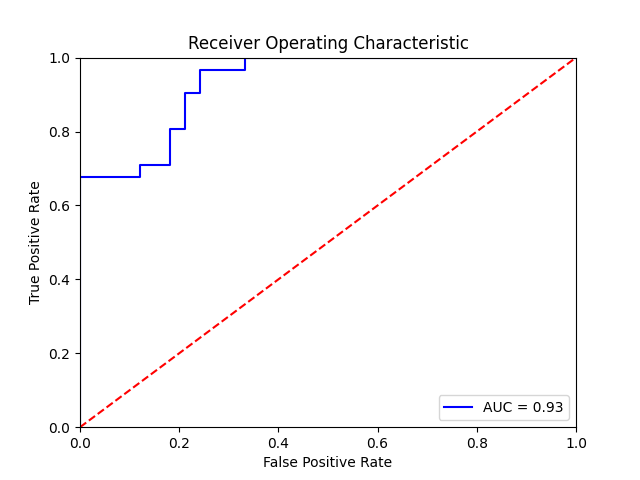 Receiver Operating Characteristic
1.0
0.8
0.6
0.4
0.2
0.0
True Positive Rate
AUC = 0.93
0.0 0.2 0.4 0.6 0.8 1.0
False Positive Rate